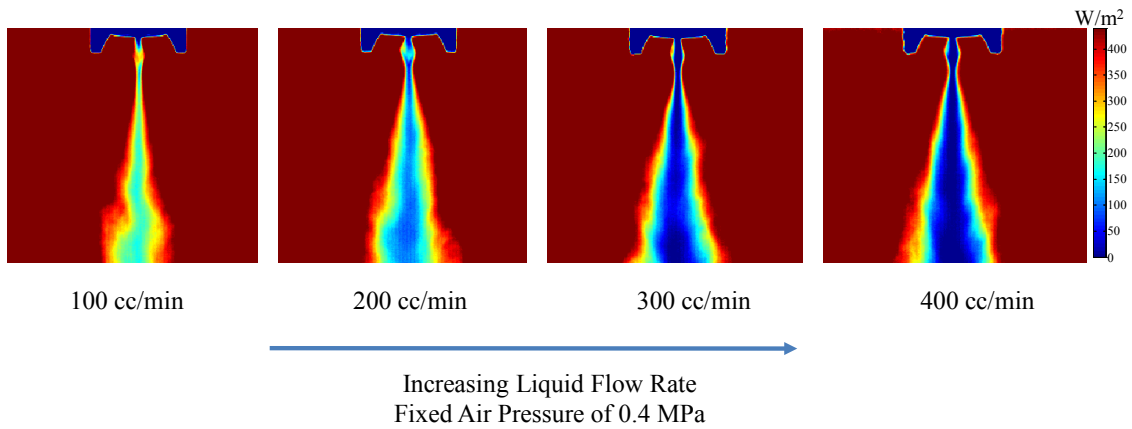 W/m²
400
350
300
250
200
150
100
50
0
100 cc/min
200 cc/min
300 cc/min
400 cc/min
Increasing Liquid Flow Rate
Fixed Air Pressure of 0.4 MPa